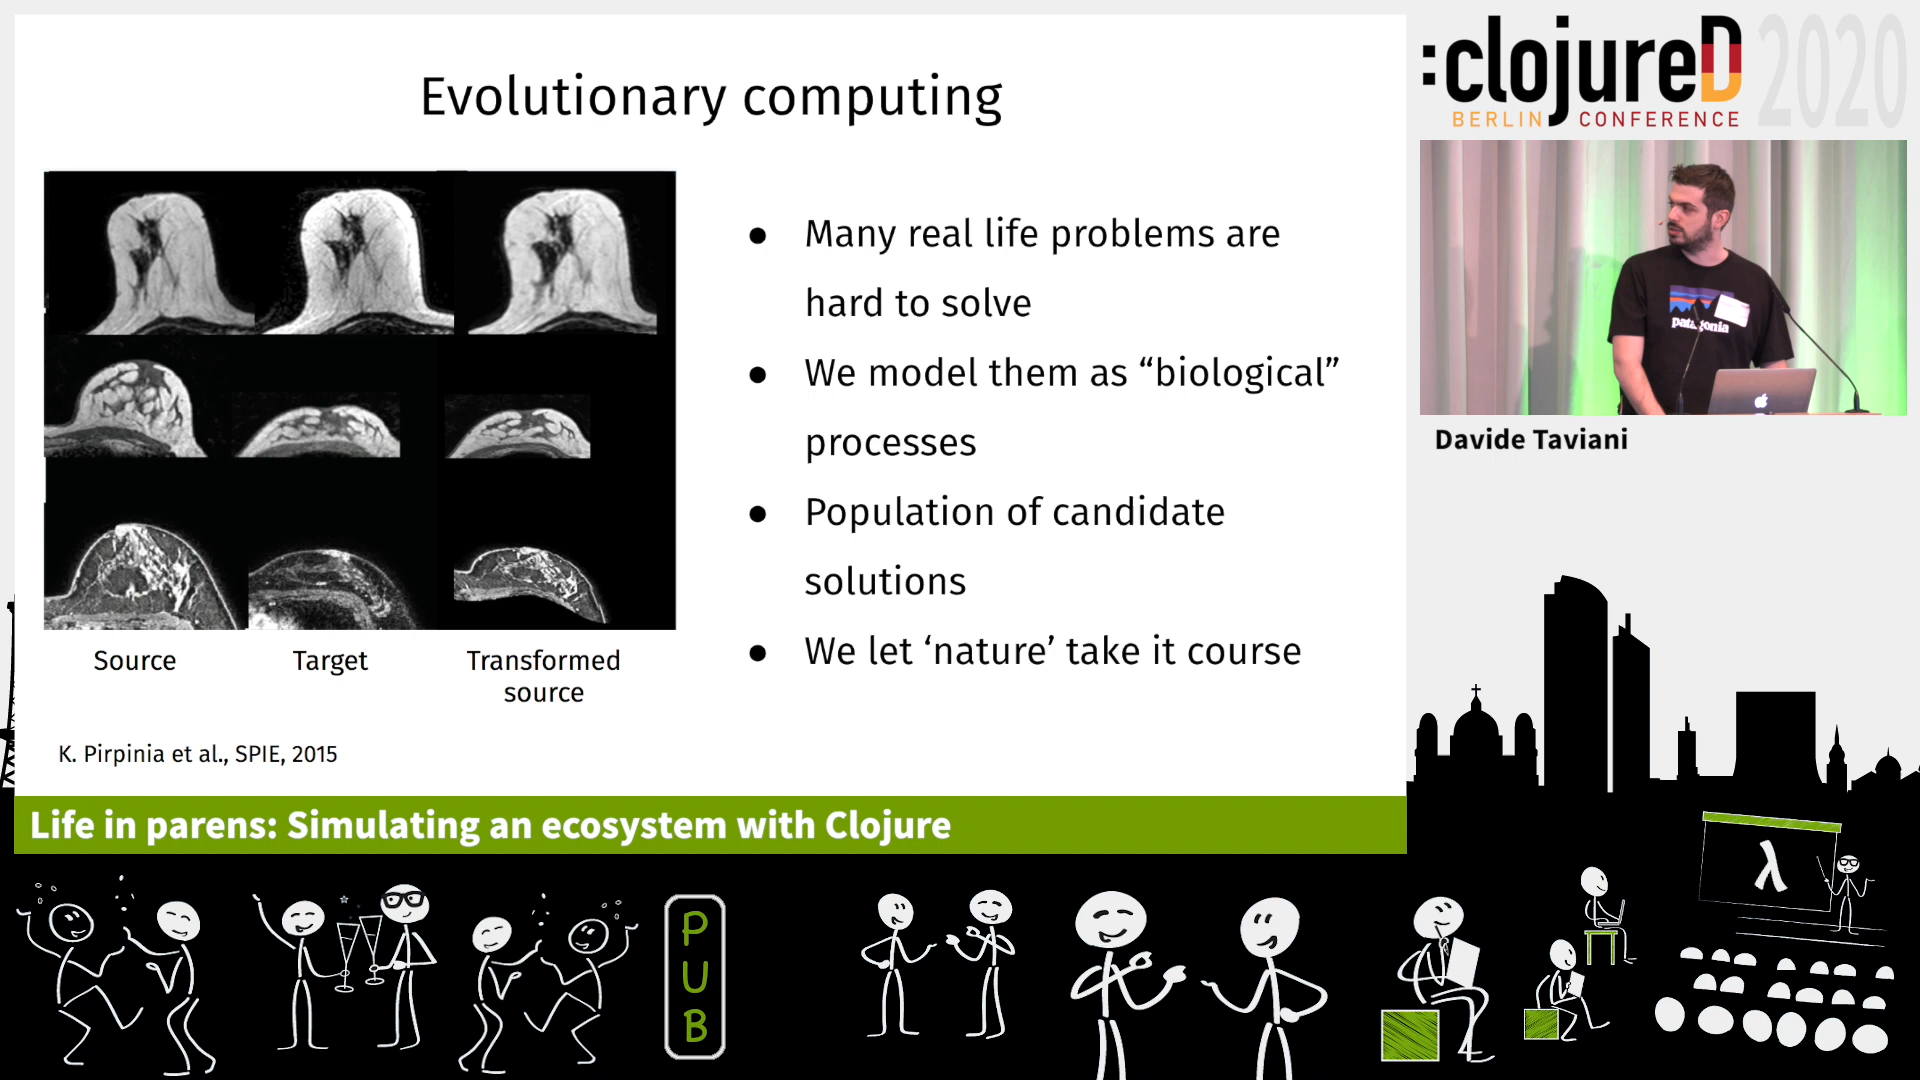 Evolutionary computing
● Many real life problems are
hard to solve
● We model them as “biological”
processes
● Population of candidate
solutions
● We let ‘nature’ take it course
Source
Target
Transformed
source
K. Pirpinia et al., SPIE, 2015
Life in parens: Simulating an ecosystem with Clojure
:clojureD 2020
BERLIN CONFERENCE
patagonia
Davide Taviani
PUB
λ